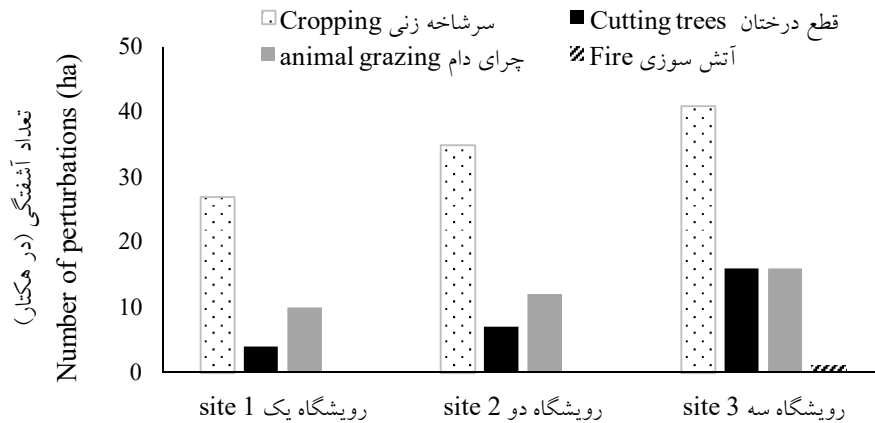 Cropping سرشاخه زنی
Cutting trees قطع درختان
animal grazing چرای دام
Fire آتش سوزی
تعداد آشفتگی (در هکتار)
Number of perturbations (ha)
50
40
30
20
10
0
site 1 رویشگاه یک
site 2 رویشگاه دو
site 3 رویشگاه سه